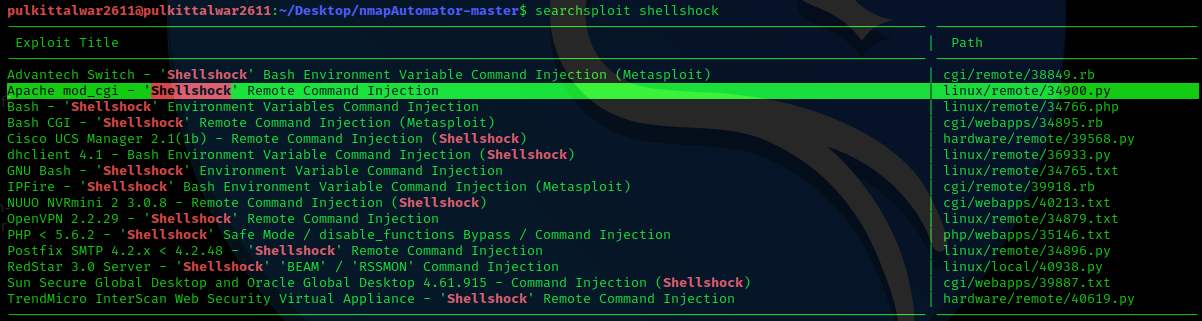 pulkittalwar2611@pulkittalwar2611:~/Desktop/nmapAutomator-master$ searchsploit shellshock
Exploit Title | Path
Advantech Switch - 'Shellshock' Bash Environment Variable Command Injection (Metasploit) | cgi/remote/38849.rb
Apache mod_cgi - 'Shellshock' Remote Command Injection | linux/remote/34900.py
Bash - 'Shellshock' Environment Variables Command Injection | linux/remote/34766.php
Bash CGI - 'Shellshock' Remote Command Injection (Metasploit) | cgi/webapps/34895.rb
Cisco UCS Manager 2.1(1b) - Remote Command Injection (Shellshock) | hardware/remote/39568.py
dhclient 4.1 - Bash Environment Variable Command Injection (Shellshock) | linux/remote/36933.py
GNU Bash - 'Shellshock' Environment Variable Command Injection | linux/remote/34765.txt
IPFire - 'Shellshock' Bash Environment Variable Command Injection (Metasploit) | cgi/remote/39918.rb
NUUO NVRmini 2 3.0.8 - Remote Command Injection (Shellshock) | cgi/webapps/40213.txt
OpenVPN 2.2.29 - 'Shellshock' Remote Command Injection | linux/remote/34879.txt
PHP < 5.6.2 - 'Shellshock' Safe Mode / disable_functions Bypass / Command Injection | php/webapps/35146.txt
Postfix SMTP 4.2.x < 4.2.48 - 'Shellshock' Remote Command Injection | linux/remote/34896.py
RedStar 3.0 Server - 'Shellshock' 'BEAM' / 'RSSMON' Command Injection | linux/local/40938.py
Sun Secure Global Desktop and Oracle Global Desktop 4.61.915 - Command Injection (Shellshock) | cgi/webapps/39887.txt
TrendMicro InterScan Web Security Virtual Appliance - 'Shellshock' Remote Command Injection | hardware/remote/40619.py